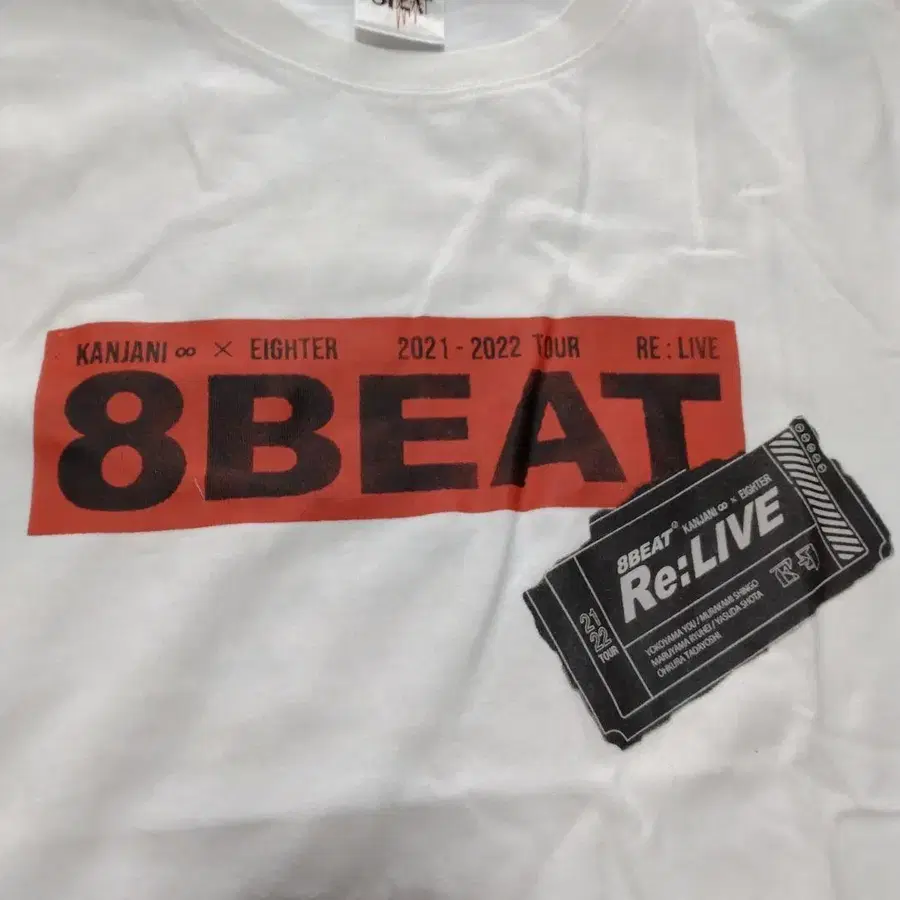 8BEAT
KANJANI ∞ × EIGHTER 2021-2022 TOUR RE : LIVE
8BEAT
8BEAT KANJANI ∞ × EIGHTER
Re:LIVE
YOKOYAMA YOU / MURAKAMI SHINGO
MARUYAMA RYUHEI / YASUDA SHOTA
OHKURA TADAYOSHI
21
22
TOUR